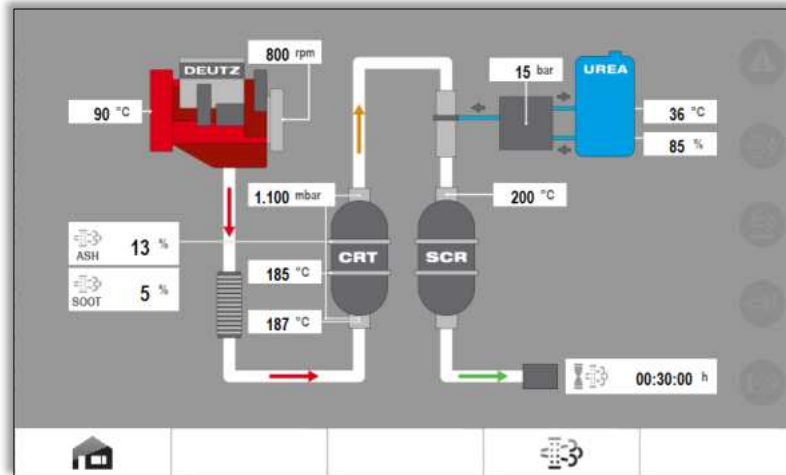 800 rpm
DEUTZ
15 bar
UREA
90 °C
36 °C
85 %
1.100 mbar
200 °C
ASH 13 %
CRT
SCR
185 °C
SOOT 5 %
187 °C
00:30:00 h